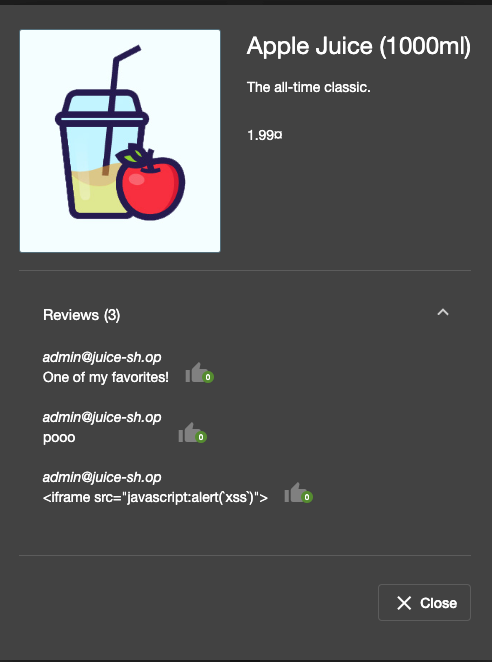 Apple Juice (1000ml)
The all-time classic.
1.99¤
Reviews (3)
admin@juice-sh.op
One of my favorites!
0
admin@juice-sh.op
pooo
0
admin@juice-sh.op
<iframe src="javascript:alert(`xss`)">
0
Close